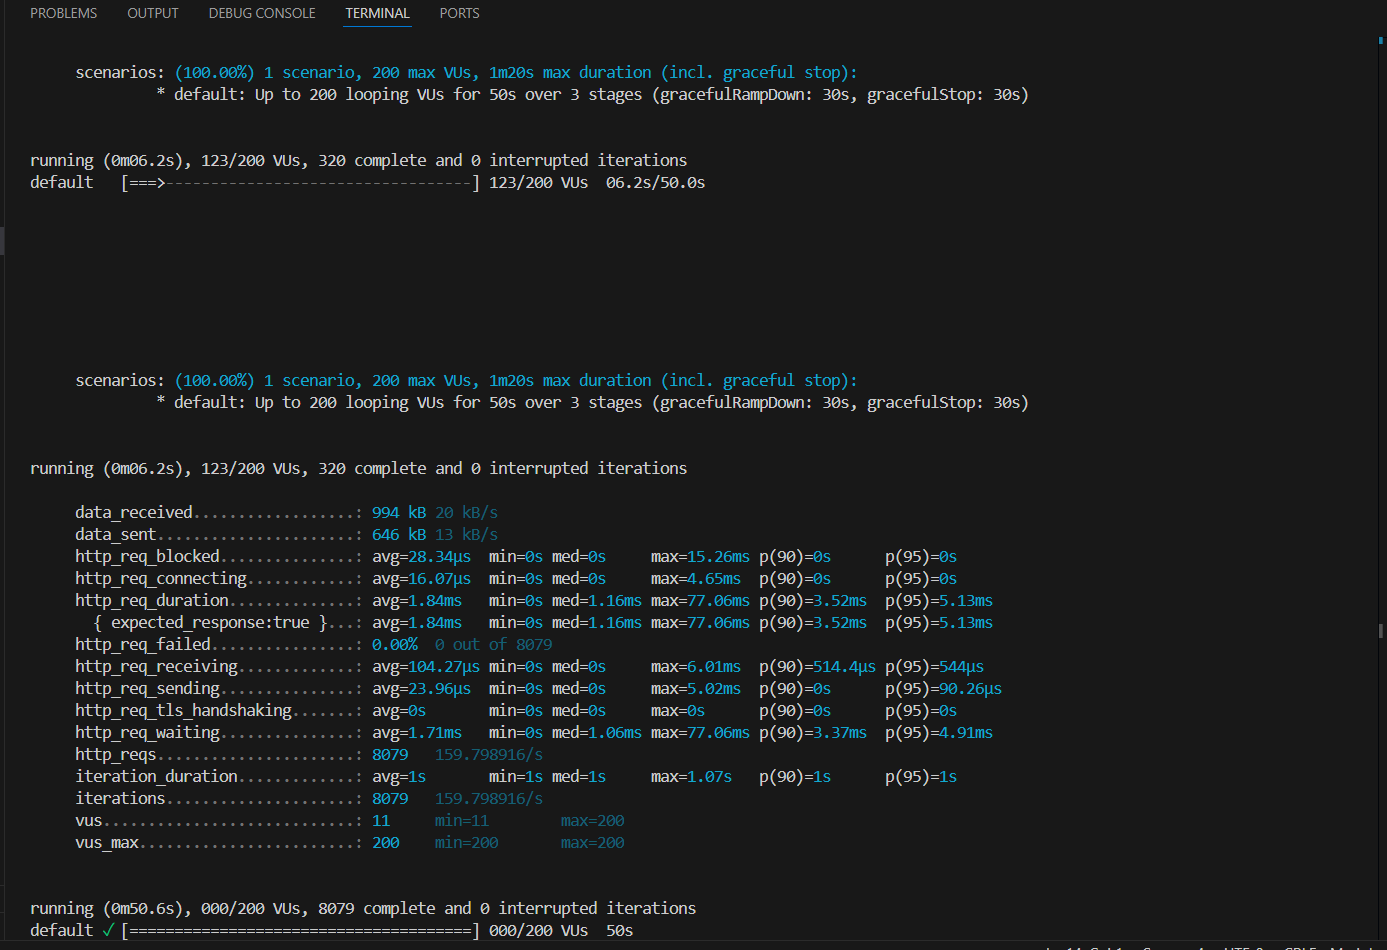 PROBLEMS OUTPUT DEBUG CONSOLE TERMINAL PORTS
scenarios: (100.00%) 1 scenario, 200 max VUs, 1m20s max duration (incl. graceful stop):
* default: Up to 200 looping VUs for 50s over 3 stages (gracefulRampDown: 30s, gracefulStop: 30s)
running (0m06.2s), 123/200 VUs, 320 complete and 0 interrupted iterations
default [===>----------------------------------] 123/200 VUs 06.2s/50.0s
scenarios: (100.00%) 1 scenario, 200 max VUs, 1m20s max duration (incl. graceful stop):
* default: Up to 200 looping VUs for 50s over 3 stages (gracefulRampDown: 30s, gracefulStop: 30s)
running (0m06.2s), 123/200 VUs, 320 complete and 0 interrupted iterations
data_received..................: 994 kB 20 kB/s
data_sent......................: 646 kB 13 kB/s
http_req_blocked...............: avg=28.34µs min=0s med=0s max=15.26ms p(90)=0s p(95)=0s
http_req_connecting............: avg=16.07µs min=0s med=0s max=4.65ms p(90)=0s p(95)=0s
http_req_duration..............: avg=1.84ms min=0s med=1.16ms max=77.06ms p(90)=3.52ms p(95)=5.13ms
{ expected_response:true }...: avg=1.84ms min=0s med=1.16ms max=77.06ms p(90)=3.52ms p(95)=5.13ms
http_req_failed................: 0.00% 0 out of 8079
http_req_receiving.............: avg=104.27µs min=0s med=0s max=6.01ms p(90)=514.4µs p(95)=544µs
http_req_sending...............: avg=23.96µs min=0s med=0s max=5.02ms p(90)=0s p(95)=90.26µs
http_req_tls_handshaking.......: avg=0s min=0s med=0s max=0s p(90)=0s p(95)=0s
http_req_waiting...............: avg=1.71ms min=0s med=1.06ms max=77.06ms p(90)=3.37ms p(95)=4.91ms
http_reqs......................: 8079 159.798916/s
iteration_duration.............: avg=1s min=1s med=1s max=1.07s p(90)=1s p(95)=1s
iterations.....................: 8079 159.798916/s
vus............................: 11 min=11 max=200
vus_max........................: 200 min=200 max=200
running (0m50.6s), 000/200 VUs, 8079 complete and 0 interrupted iterations
default ✓ [======================================] 000/200 VUs 50s